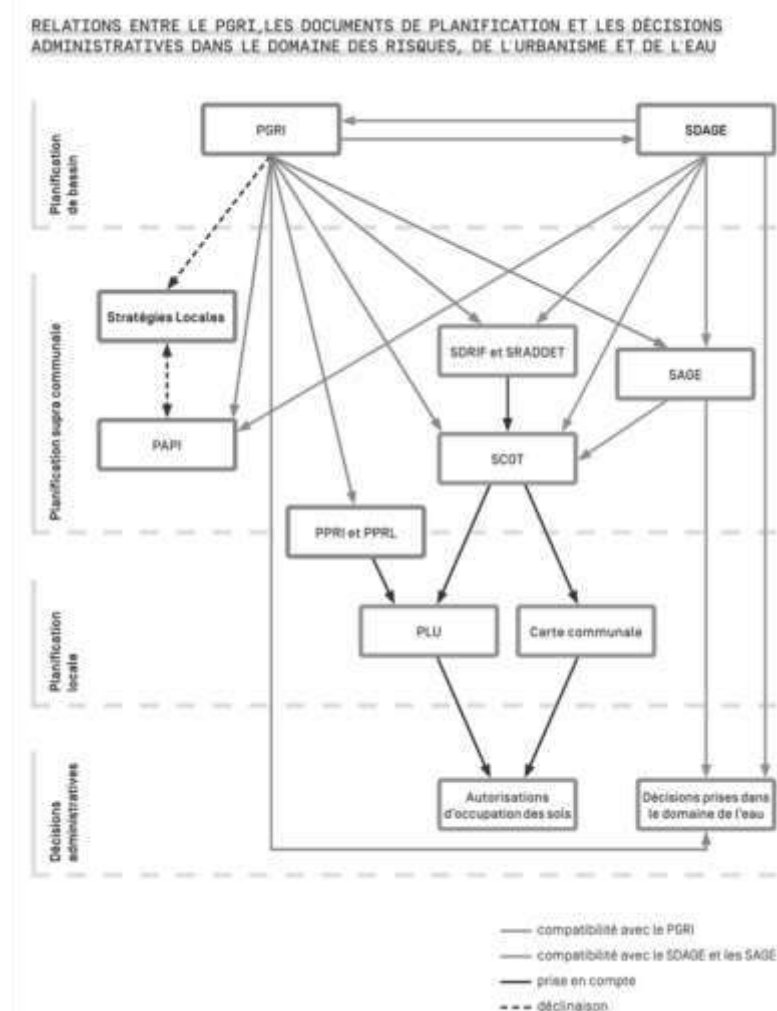 RELATIONS ENTRE LE PGRI,LES DOCUMENTS DE PLANIFICATION ET LES DÉCISIONS
ADMINISTRATIVES DANS LE DOMAINE DES RISQUES, DE L'URBANISME ET DE L'EAU
Planification
de bassin
PGRI
SDAGE
Planification supra communale
Stratégies Locales
SDRIF et SRADDET
SAGE
PAPI
SCOT
PPRI et PPRL
Planification
locale
PLU
Carte communale
Décisions
administratives
Autorisations
d'occupation des sols
Décisions prises dans
le domaine de l'eau
compatibilité avec le PGRI
compatibilité avec le SDAGE et les SAGE
prise en compte
déclinaison